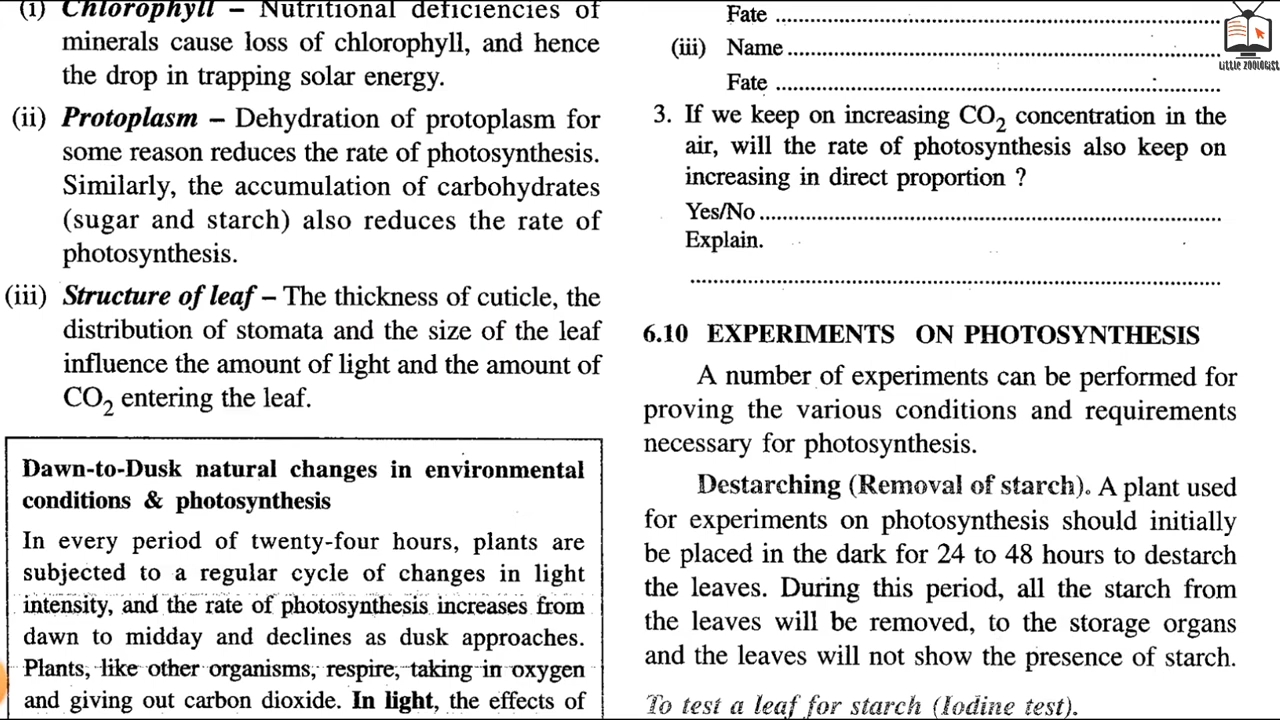 (i) Chlorophyll – Nutritional deficiencies of
minerals cause loss of chlorophyll, and hence
the drop in trapping solar energy.
(ii) Protoplasm – Dehydration of protoplasm for
some reason reduces the rate of photosynthesis.
Similarly, the accumulation of carbohydrates
(sugar and starch) also reduces the rate of
photosynthesis.
(iii) Structure of leaf – The thickness of cuticle, the
distribution of stomata and the size of the leaf
influence the amount of light and the amount of
CO₂ entering the leaf.
Dawn-to-Dusk natural changes in environmental
conditions & photosynthesis
In every period of twenty-four hours, plants are
subjected to a regular cycle of changes in light
intensity, and the rate of photosynthesis increases from
dawn to midday and declines as dusk approaches.
Plants, like other organisms, respire, taking in oxygen
and giving out carbon dioxide. In light, the effects of
Fate ........................................
(iii) Name ........................................
Fate ........................................
3. If we keep on increasing CO₂ concentration in the
air, will the rate of photosynthesis also keep on
increasing in direct proportion ?
Yes/No ........................................
Explain.
........................................
6.10 EXPERIMENTS ON PHOTOSYNTHESIS
A number of experiments can be performed for
proving the various conditions and requirements
necessary for photosynthesis.
Destarching (Removal of starch). A plant used
for experiments on photosynthesis should initially
be placed in the dark for 24 to 48 hours to destarch
the leaves. During this period, all the starch from
the leaves will be removed, to the storage organs
and the leaves will not show the presence of starch.
To test a leaf for starch (Iodine test).
LITTLE ZOOLOGIST